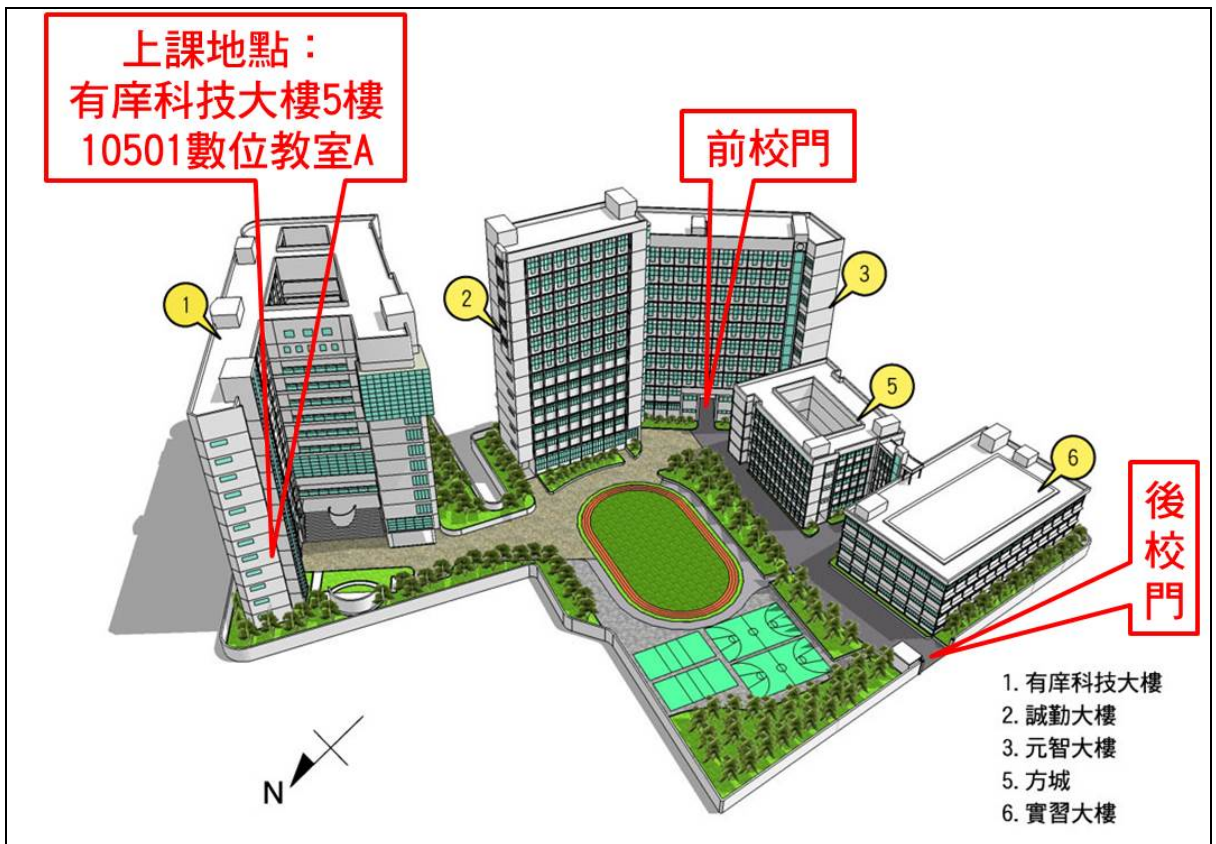 上課地點：
有庠科技大樓5樓
10501數位教室A
前校門
1
2
3
5
6
後校門
N
1. 有庠科技大樓
2. 誠勤大樓
3. 元智大樓
5. 方城
6. 實習大樓